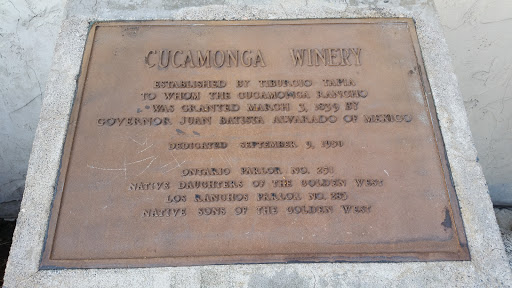 CUCAMONGA WINERY
ESTABLISHED BY TIBURCIO TAPIA
TO WHOM THE CUCAMONGA RANCHO
WAS GRANTED MARCH 3, 1839 BY
GOVERNOR JUAN BATISTA ALVARADO OF MEXICO
DEDICATED SEPTEMBER 9, 1950
ONTARIO PARLOR NO. 251
NATIVE DAUGHTERS OF THE GOLDEN WEST
LOS RANCHOS PARLOR NO. 283
NATIVE SONS OF THE GOLDEN WEST